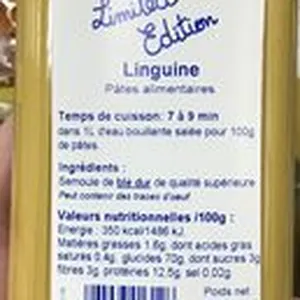 Limited
Edition
Linguine
Pâtes alimentaires
Temps de cuisson: 7 à 9 min
dans 1L d'eau bouillante salée pour 100g
de pâtes.
Ingrédients :
Semoule de blé dur de qualité supérieure
Peut contenir des traces d'oeuf
Valeurs nutritionnelles /100g :
Energie : 350 kcal/1486 kJ.
Matières grasses 1.6g, dont acides gras
saturés 0.4g, glucides 70g, dont sucres 3g
fibres 3g, protéines 12.5g, sel 0.02g
Poids net